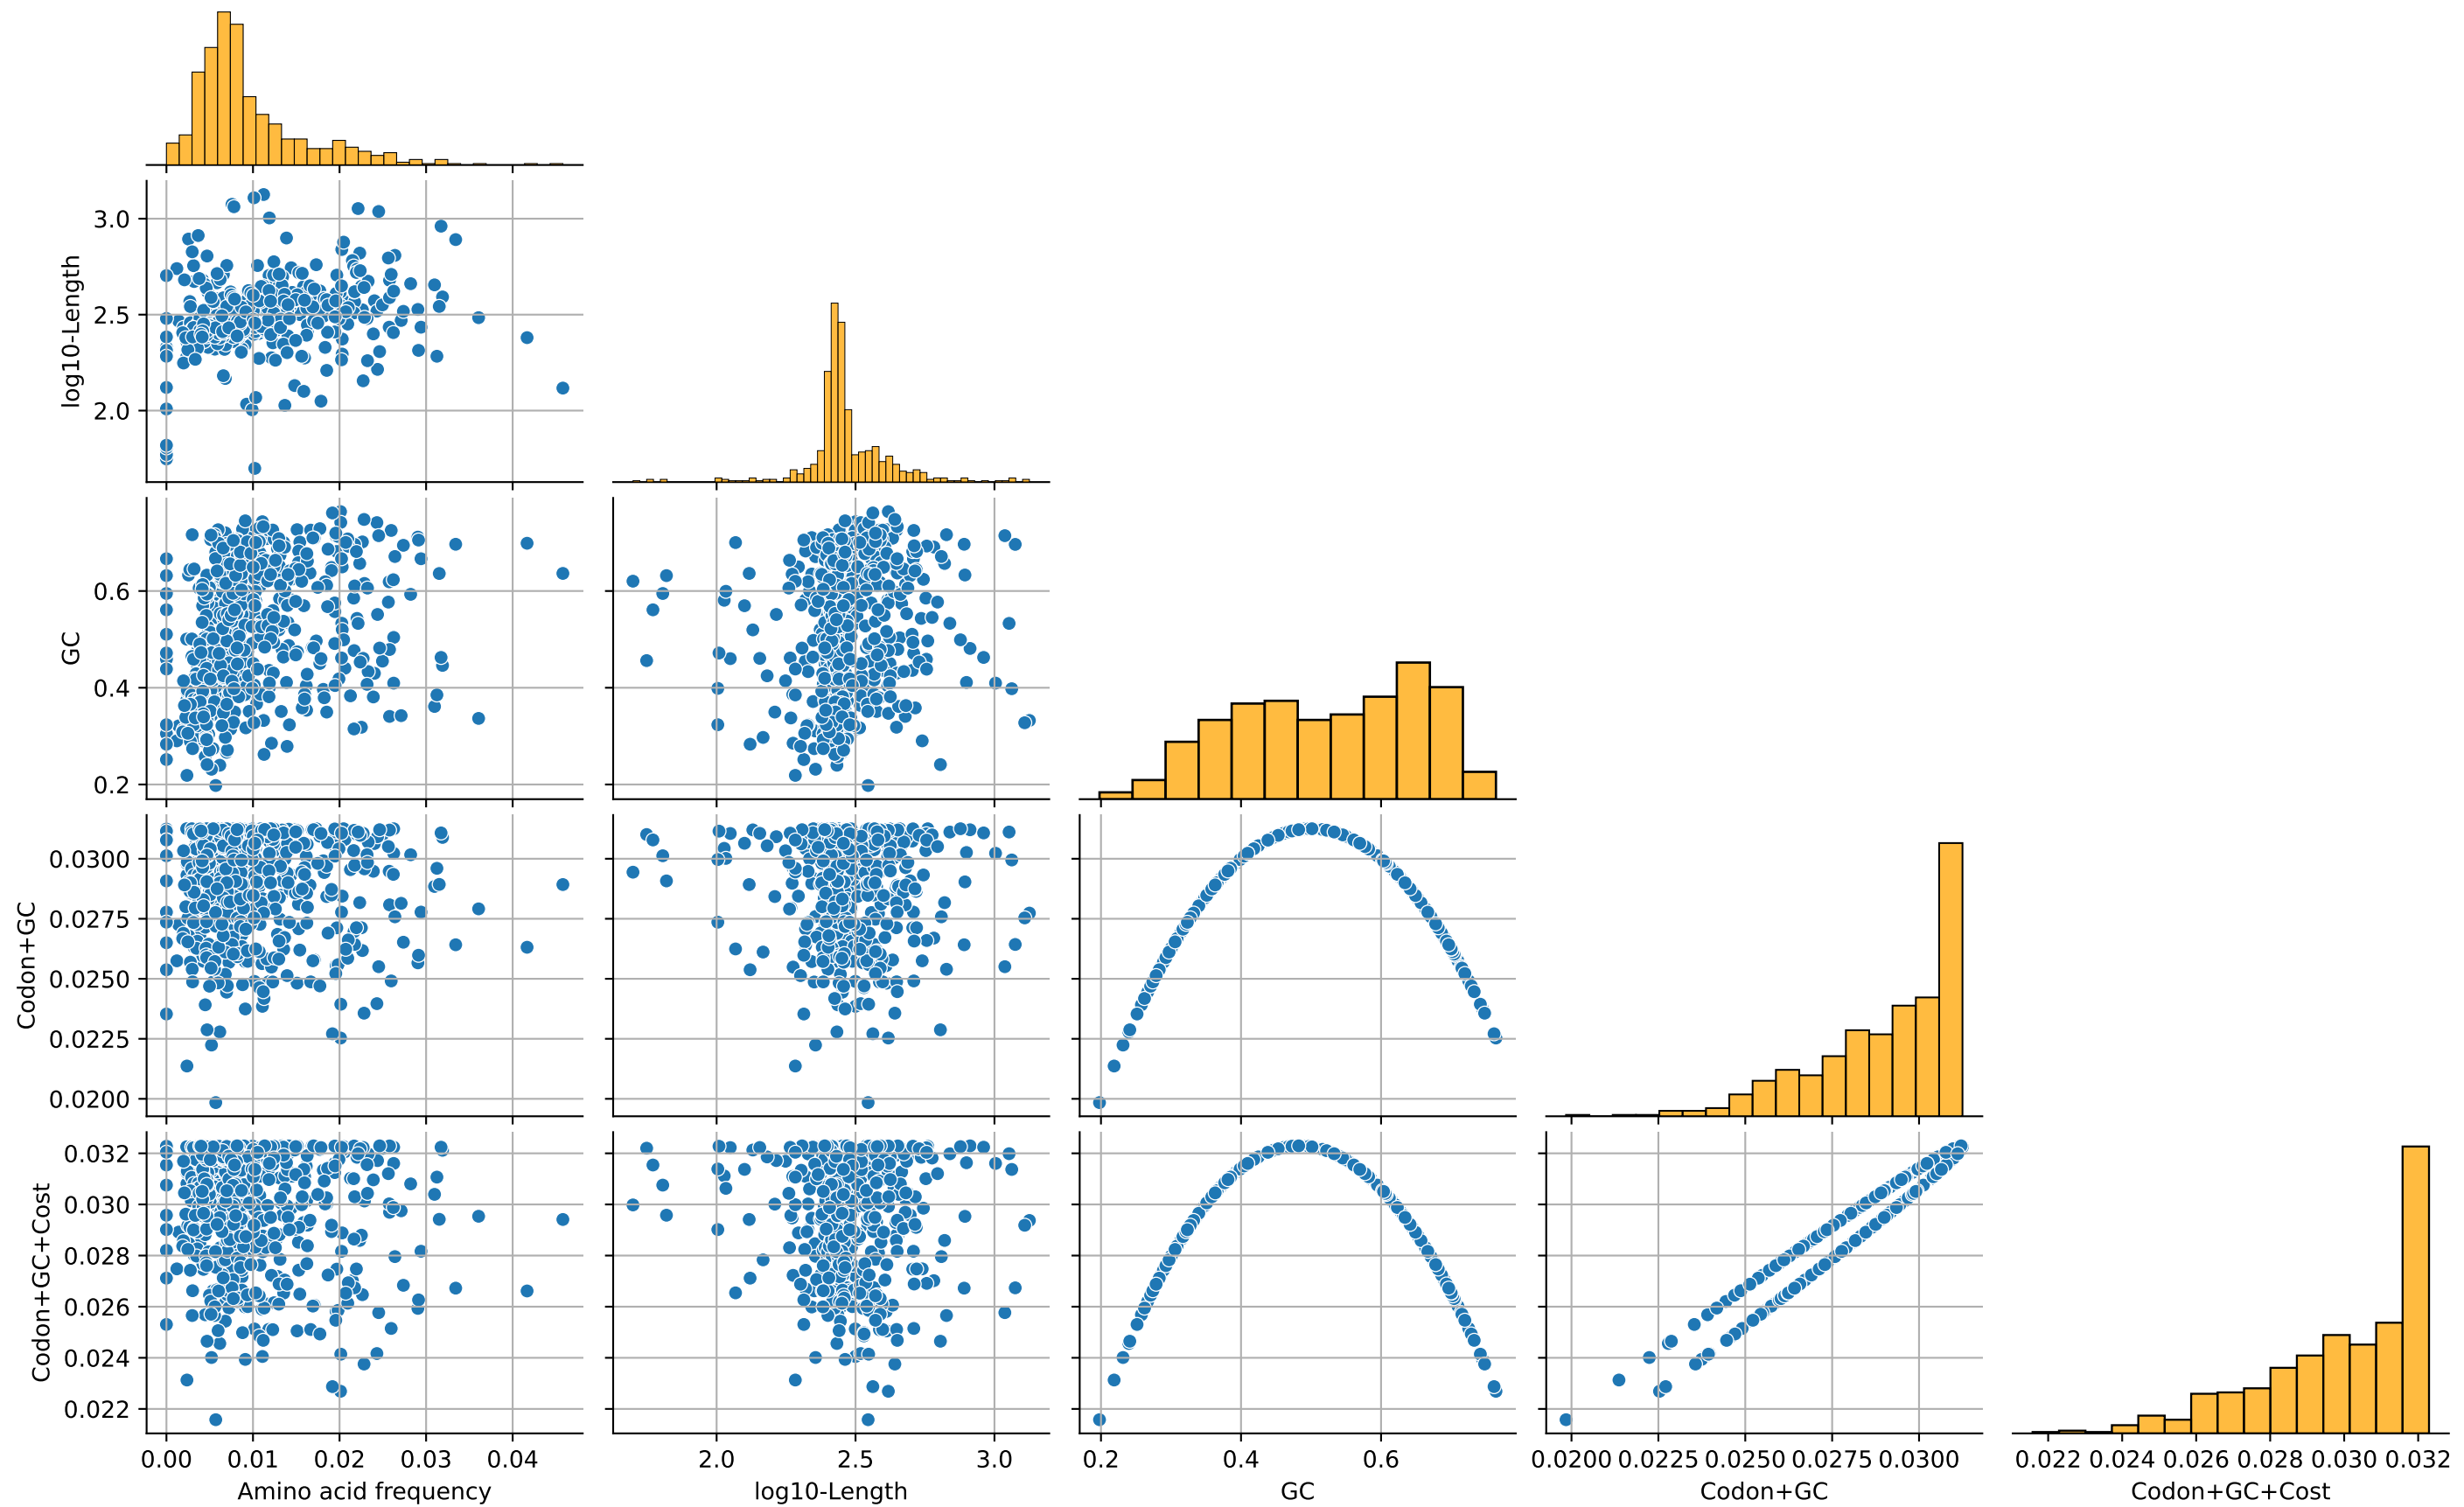 3.0
2.5
2.0
log10-Length
0.6
0.4
0.2
GC
0.0300
0.0275
0.0250
0.0225
0.0200
Codon+GC
0.032
0.030
0.028
0.026
0.024
0.022
Codon+GC+Cost
0.00 0.01 0.02 0.03 0.04
Amino acid frequency
2.0 2.5 3.0
log10-Length
0.2 0.4 0.6
GC
0.0200 0.0225 0.0250 0.0275 0.0300
Codon+GC
0.022 0.024 0.026 0.028 0.030 0.032
Codon+GC+Cost